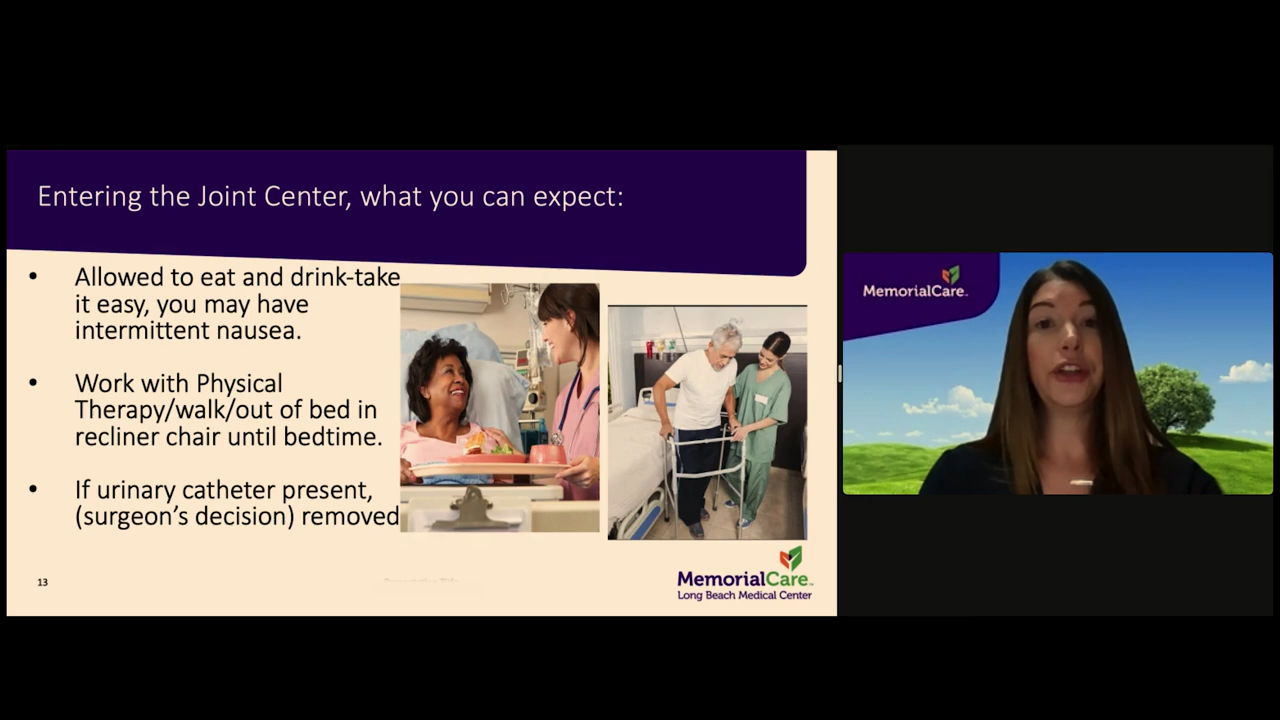 Entering the Joint Center, what you can expect:
• Allowed to eat and drink-take
it easy, you may have
intermittent nausea.
• Work with Physical
Therapy/walk/out of bed in
recliner chair until bedtime.
• If urinary catheter present,
(surgeon's decision) removed
13
MemorialCare™
Long Beach Medical Center
MemorialCare™